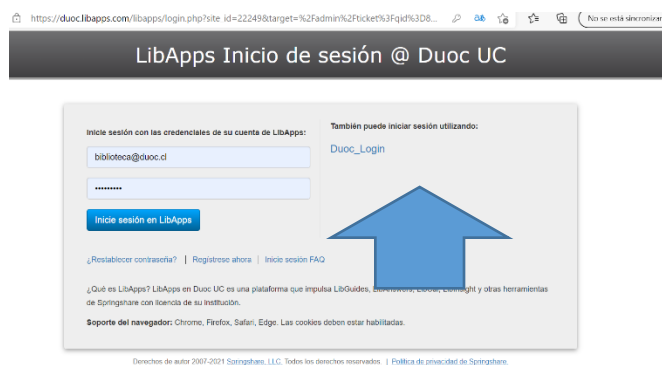 https://duoc.libapps.com/libapps/login.php?site_id=22249&target=%2Fadmin%2Fticket%3Fqid%3D8...
No se está sincronizar
LibApps Inicio de sesión @ Duoc UC
Inicie sesión con las credenciales de su cuenta de LibApps:
También puede iniciar sesión utilizando:
Duoc_Login
biblioteca@duoc.cl
•••••••••
Inicie sesión en LibApps
¿Restablecer contraseña? | Regístrese ahora | Inicie sesión FAQ
¿Qué es LibApps? LibApps en Duoc UC es una plataforma que impulsa LibGuides, y otras herramientas
de Springshare con licencia de su institución.
Soporte del navegador: Chrome, Firefox, Safari, Edge. Las cookies deben estar habilitadas.
Derechos de autor 2007-2021 Springshare, LLC. Todos los derechos reservados. | Política de privacidad de Springshare.